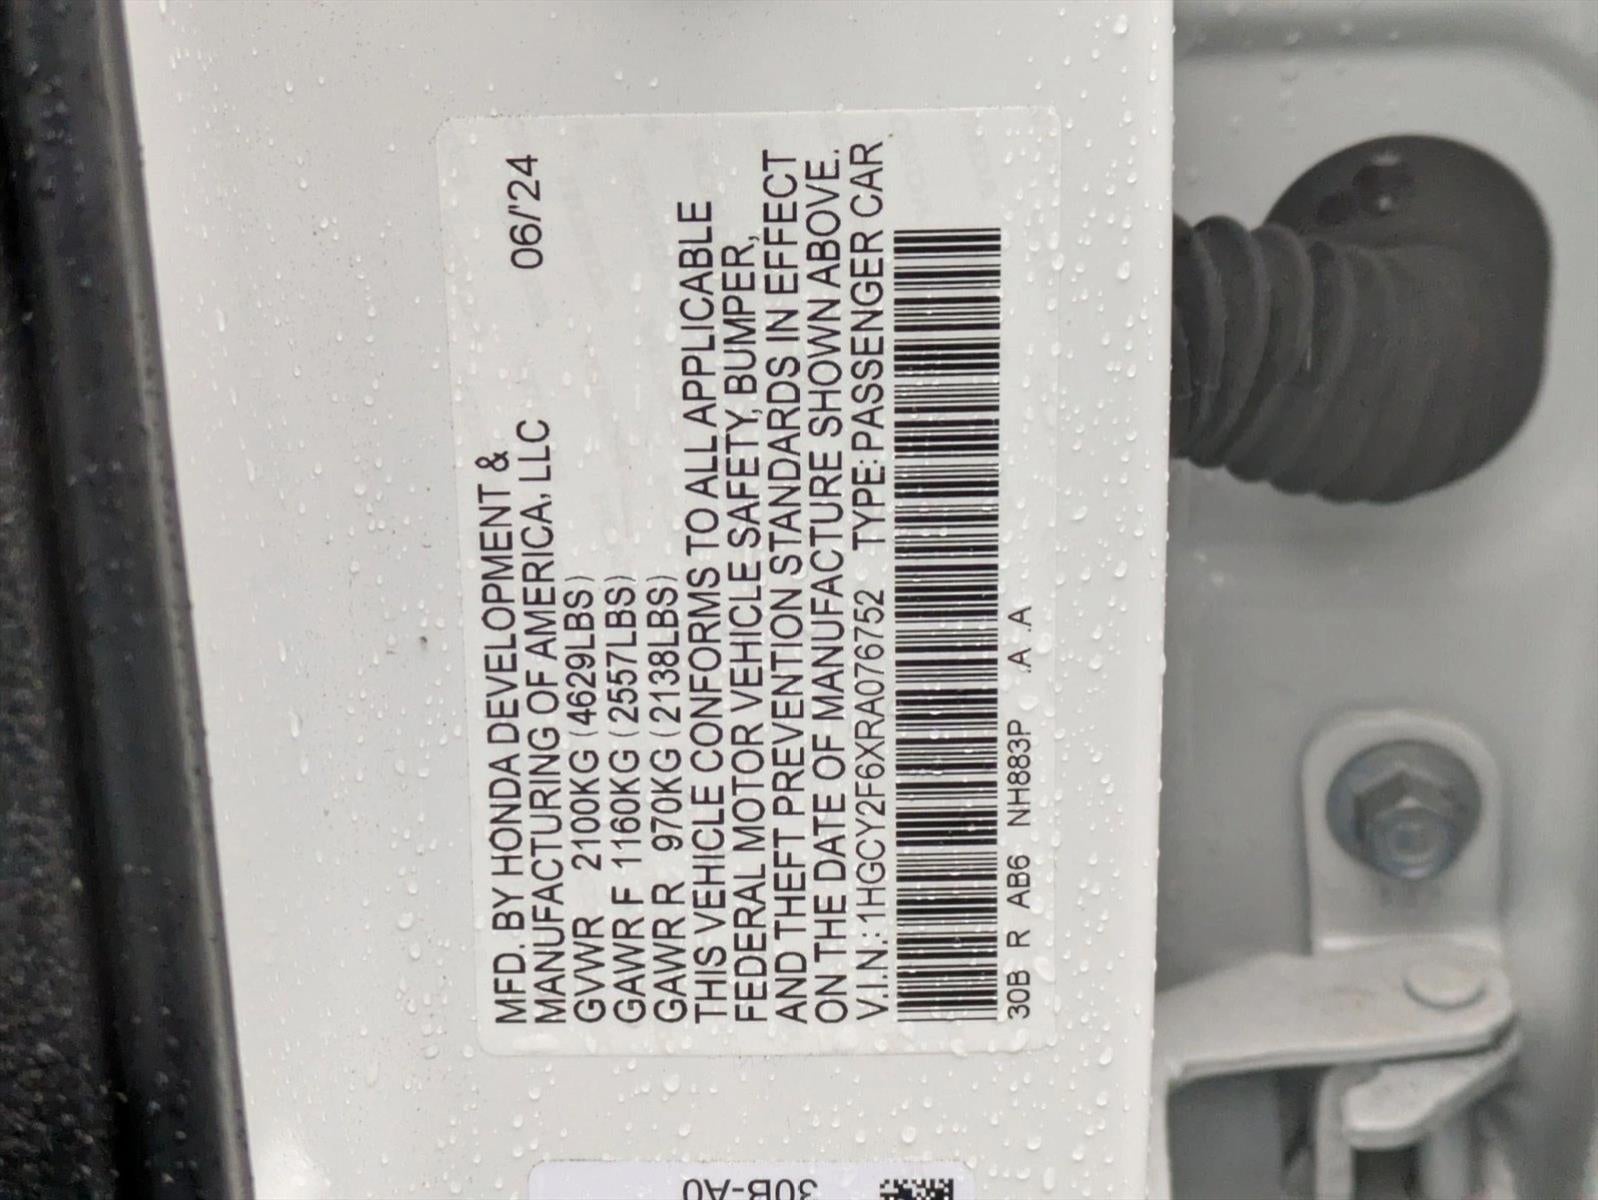 MFD. BY HONDA DEVELOPMENT & 06/'24
MANUFACTURING OF AMERICA, LLC
GVWR 2100KG (4629LBS)
GAWR F 1160KG (2557LBS)
GAWR R 970KG (2138LBS)
THIS VEHICLE CONFORMS TO ALL APPLICABLE
FEDERAL MOTOR VEHICLE SAFETY, BUMPER,
AND THEFT PREVENTION STANDARDS IN EFFECT
ON THE DATE OF MANUFACTURE SHOWN ABOVE.
V.I.N.: 1HGCY2F6XRA076752 TYPE: PASSENGER CAR
30B R AB6 NH883P .A .A
30B-A0